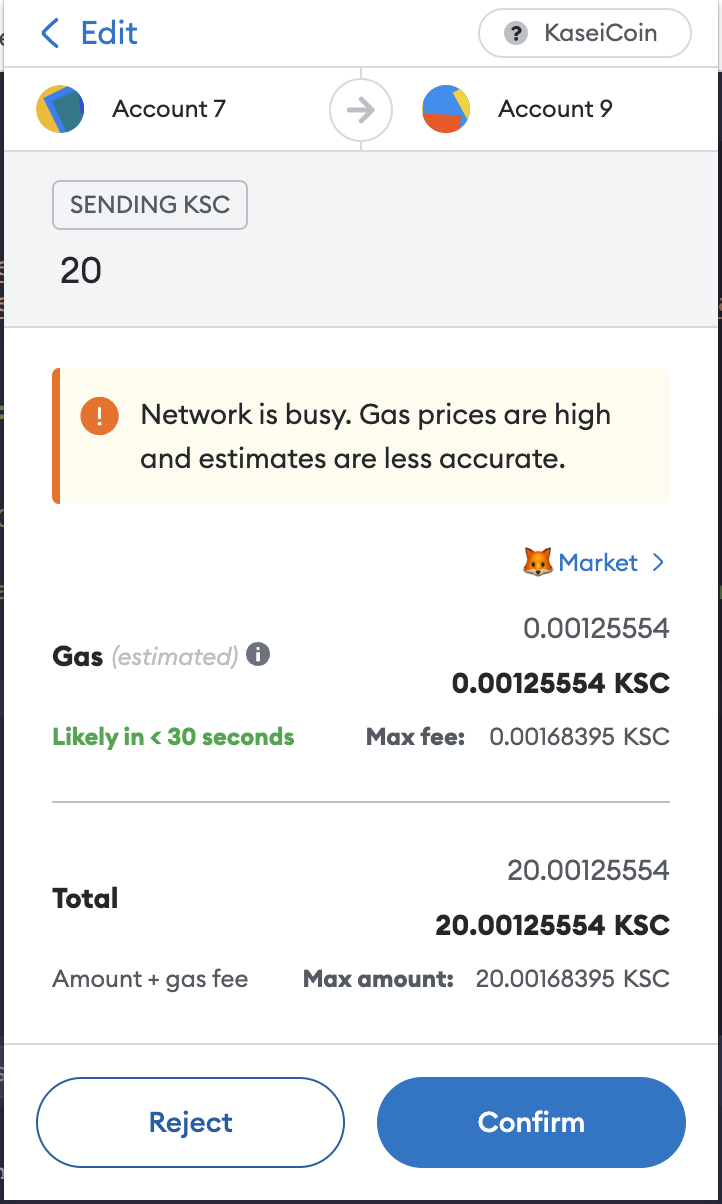 Edit
? KaseiCoin
Account 7
Account 9
SENDING KSC
20
! Network is busy. Gas prices are high
and estimates are less accurate.
Market
0.00125554
Gas (estimated) i
0.00125554 KSC
Likely in < 30 seconds Max fee: 0.00168395 KSC
20.00125554
Total
20.00125554 KSC
Amount + gas fee Max amount: 20.00168395 KSC
Reject
Confirm